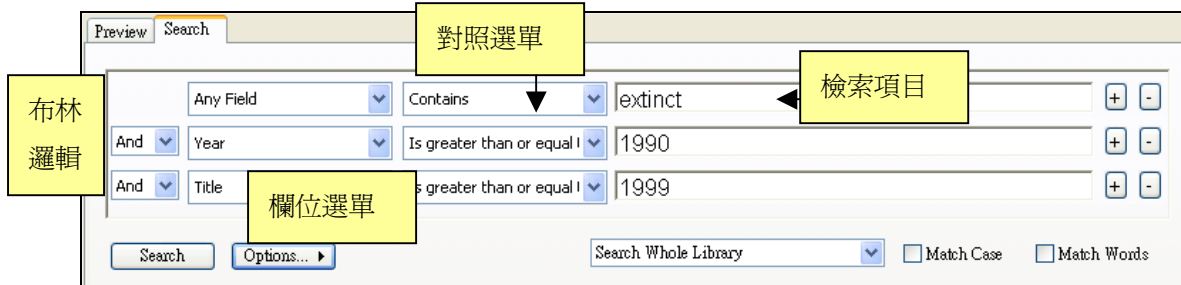 Preview Search
對照選單
Any Field Contains extinct + -
檢索項目
布林
邏輯
And Year Is greater than or equal 1990 + -
And Title s greater than or equal 1999 + -
欄位選單
Search Options... Search Whole Library Match Case Match Words